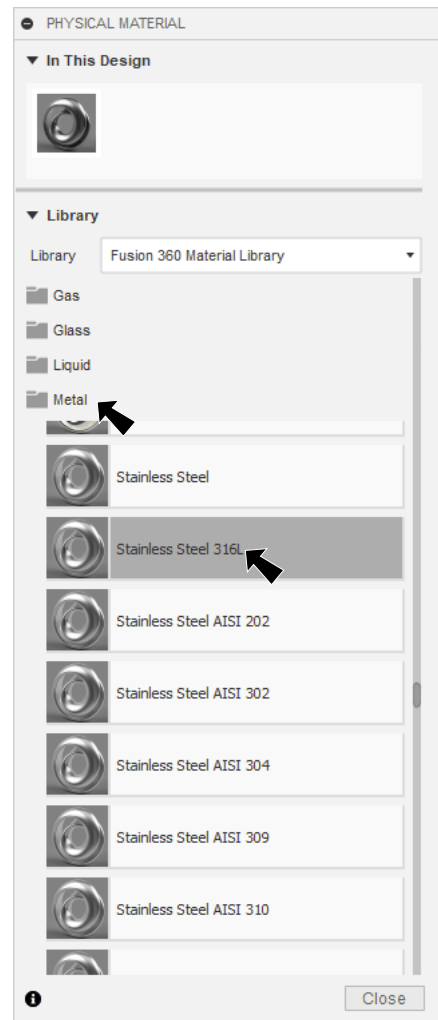 PHYSICAL MATERIAL
In This Design
Library
Library Fusion 360 Material Library
Gas
Glass
Liquid
Metal
Stainless Steel
Stainless Steel 316L
Stainless Steel AISI 202
Stainless Steel AISI 302
Stainless Steel AISI 304
Stainless Steel AISI 309
Stainless Steel AISI 310
Close